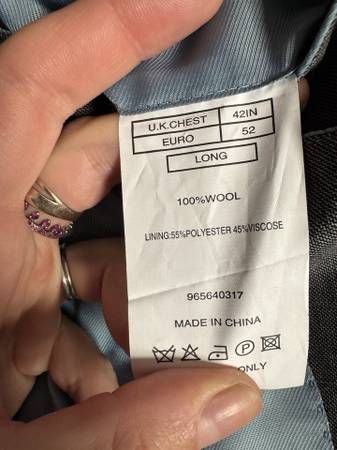 U.K.CHEST 42IN
EURO 52
LONG
100%WOOL
LINING:55%POLYESTER 45%VISCOSE
965640317
MADE IN CHINA
P
ONLY